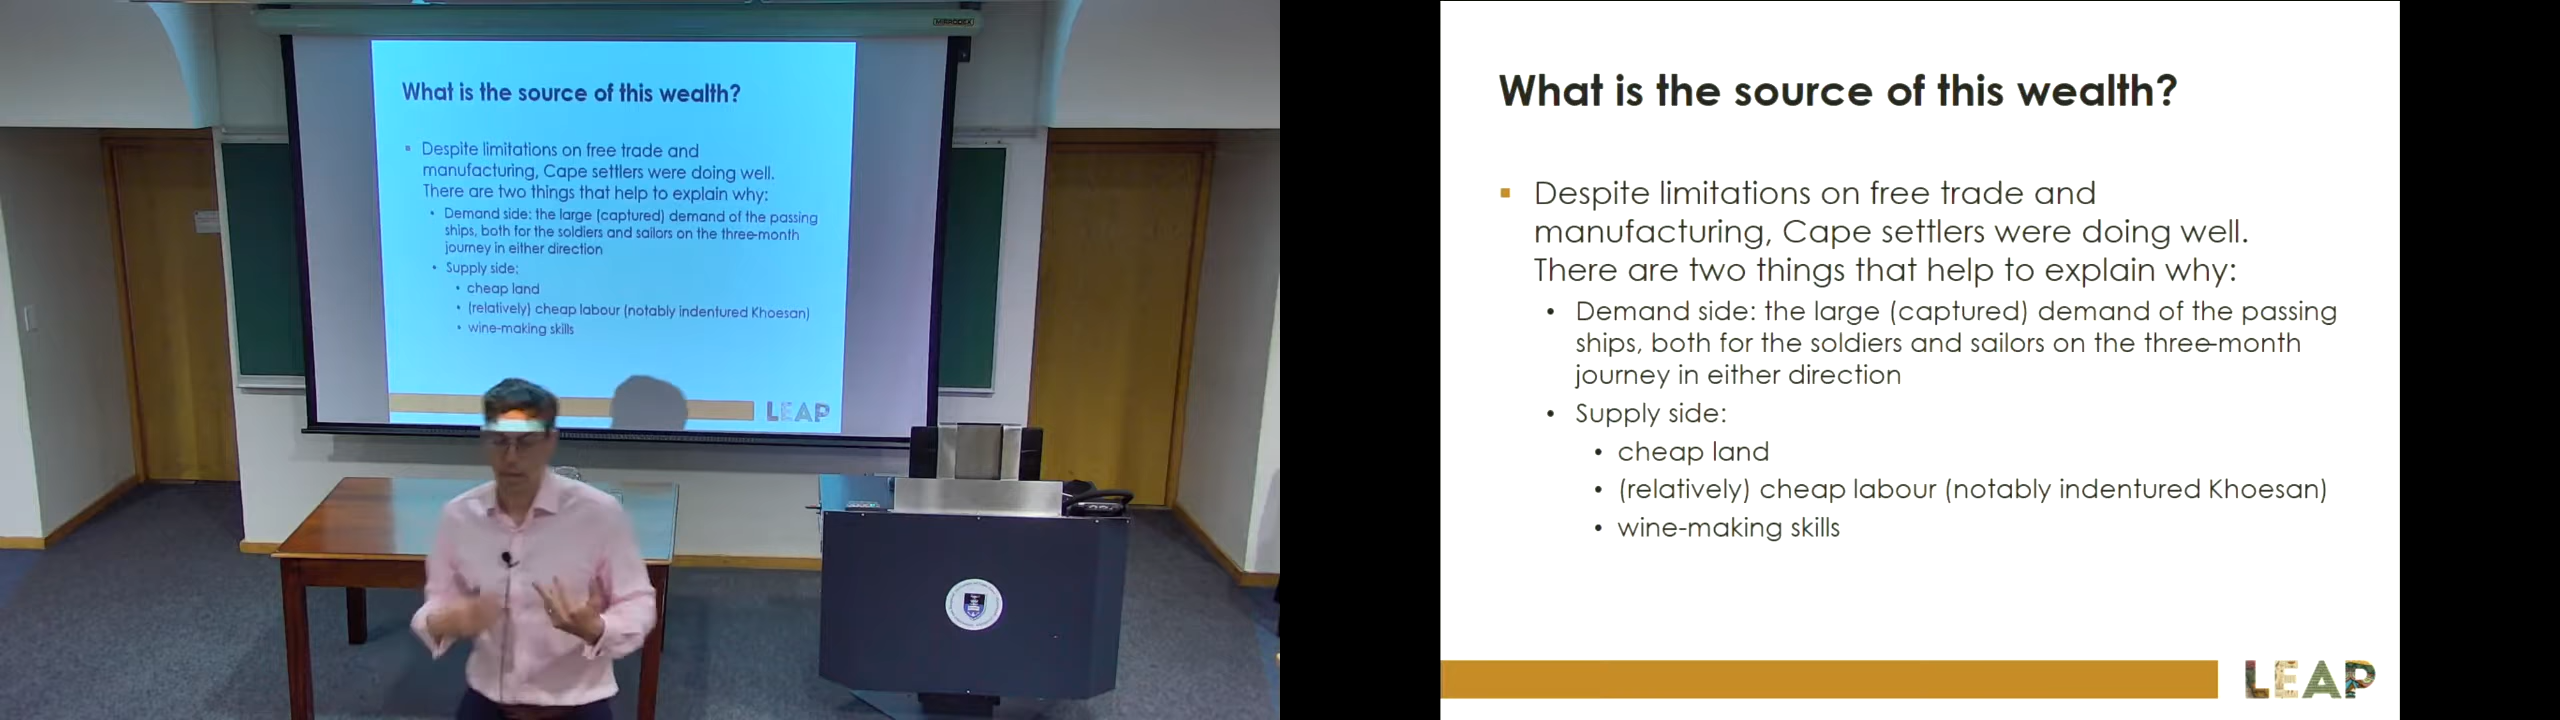 MIRRODEX
What is the source of this wealth?
▪ Despite limitations on free trade and
manufacturing, Cape settlers were doing well.
There are two things that help to explain why:
• Demand side: the large (captured) demand of the passing
ships, both for the soldiers and sailors on the three-month
journey in either direction
• Supply side:
• cheap land
• (relatively) cheap labour (notably indentured Khoesan)
• wine-making skills
LEAP
What is the source of this wealth?
▪ Despite limitations on free trade and
manufacturing, Cape settlers were doing well.
There are two things that help to explain why:
• Demand side: the large (captured) demand of the passing
ships, both for the soldiers and sailors on the three-month
journey in either direction
• Supply side:
• cheap land
• (relatively) cheap labour (notably indentured Khoesan)
• wine-making skills
LEAP